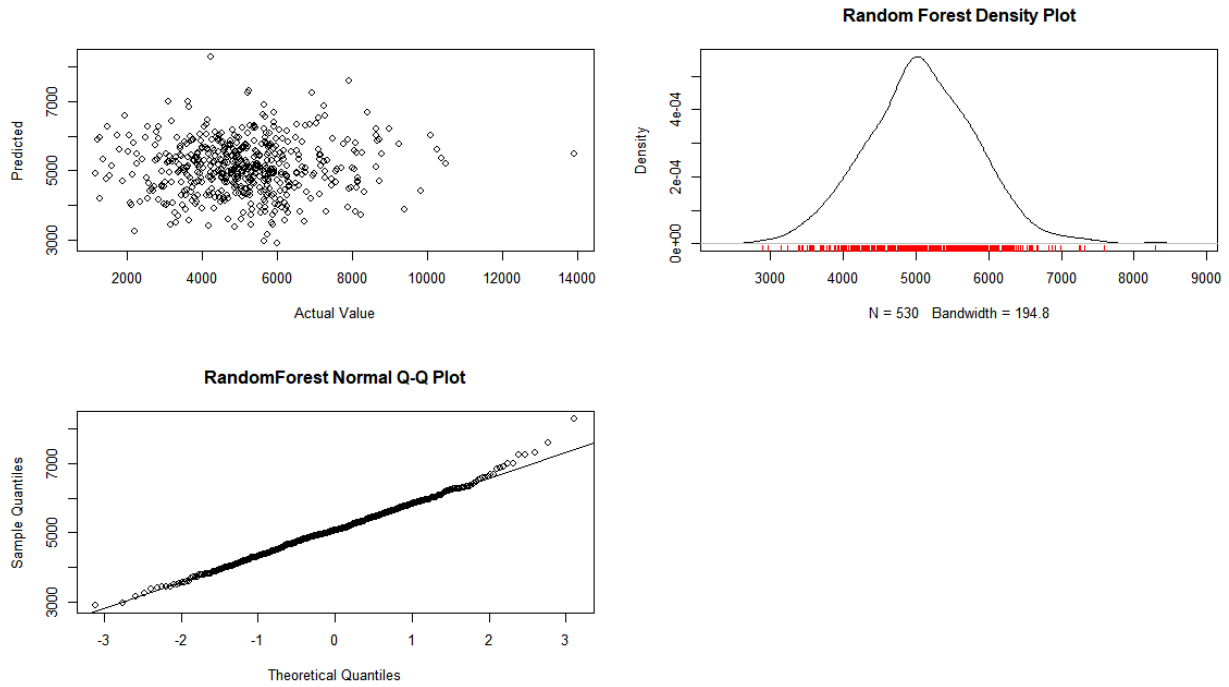 Predicted
3000 5000 7000
2000 4000 6000 8000 10000 12000 14000
Actual Value
Random Forest Density Plot
Density
0e+00 2e-04 4e-04
3000 4000 5000 6000 7000 8000 9000
N = 530 Bandwidth = 194.8
RandomForest Normal Q-Q Plot
Sample Quantiles
3000 5000 7000
-3 -2 -1 0 1 2 3
Theoretical Quantiles